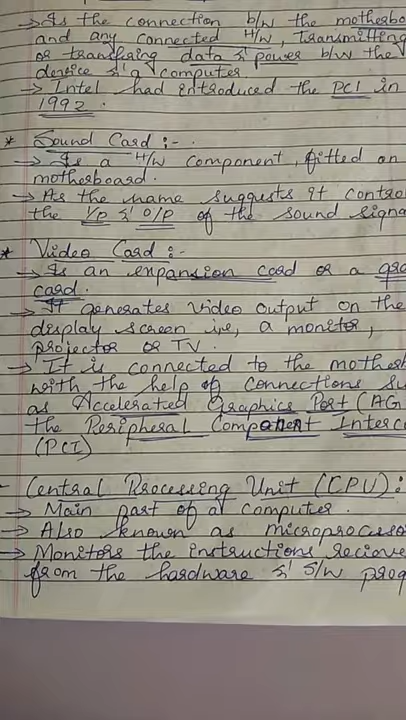 → Is the connection b/w the motherbo
and any connected H/W, transmitting
or transfiring data & power b/w the
device & a computer
→ Intel had introduced the PCI in
1992.
* Sound Card :-
→ Is a H/W component, fitted on
motherboard.
→ As the name suggests it contro
the I/P & O/P of the sound signa
* Video Card :-
→ Is an expansion card or a gra
card.
→ It generates video output on the
display screen i.e, a monitor,
projector or TV.
→ It is connected to the motherb
with the help of connections su
as Accelerated Graphics Port (AG
the Peripheral Component Interc
(PCI)
- Central Processing Unit (CPU):
→ Main part of a computer.
→ Also known as microprocesso
→ Monitors the instructions recieve
from the hardware & S/W prog